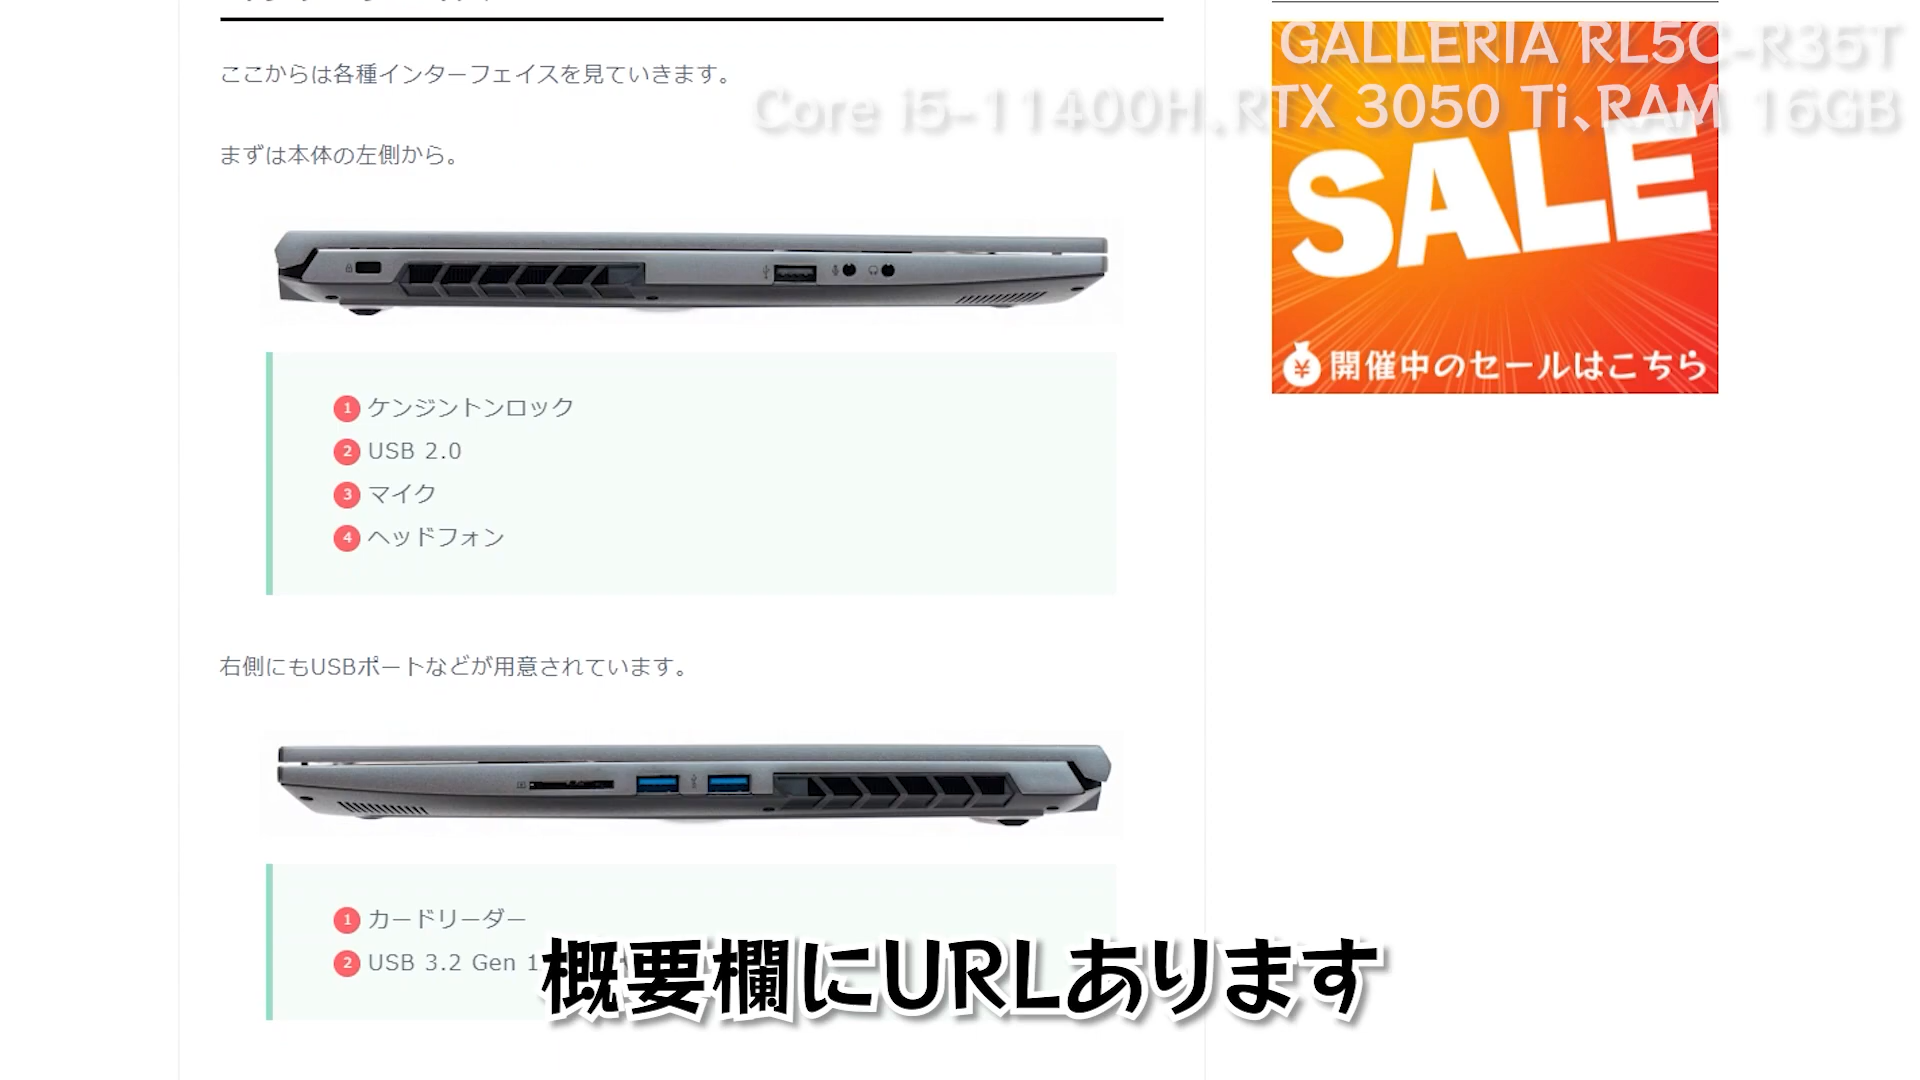 ここからは各種インターフェイスを見ていきます。
まずは本体の左側から。
1 ケンジントンロック
2 USB 2.0
3 マイク
4 ヘッドフォン
右側にもUSBポートなどが用意されています。
1 カードリーダー
2 USB 3.2 Gen 1
概要欄にURLあります
GALLERIA RL5C-R35T
Core i5-11400H、RTX 3050 Ti、RAM 16GB
SALE
開催中のセールはこちら